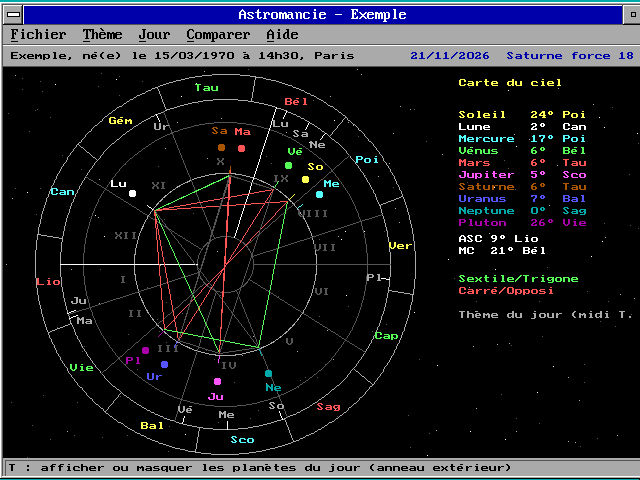 Astromancie - Exemple
Fichier Thème Jour Comparer Aide
Exemple, né(e) le 15/03/1970 à 14h30, Paris 21/11/2026 Saturne force 18
Carte du ciel
Soleil 24° Poi
Lune 2° Can
Mercure 17° Poi
Vénus 6° Bél
Mars 6° Tau
Jupiter 5° Sco
Saturne 6° Tau
Uranus 7° Bal
Neptune 0° Sag
Pluton 26° Vie
ASC 9° Lio
MC 21° Bél
Sextile/Trigone
Carré/Opposi
Thème du jour (midi T.
Tau
Bél
Gém
Ur
Lu
Sa
Ne
Sa Ma
Vé
So
Me
Poi
Can
Lu
X
IX
XI
VIII
XII
VII
Ver
Lio
I
Pl
Ju
Ma
II
VI
III
IV
V
Cap
Vie
Pl
Ur
Ju
Ne
Vé
Me
So
Sag
Bal
Sco
T : afficher ou masquer les planètes du jour (anneau extérieur)